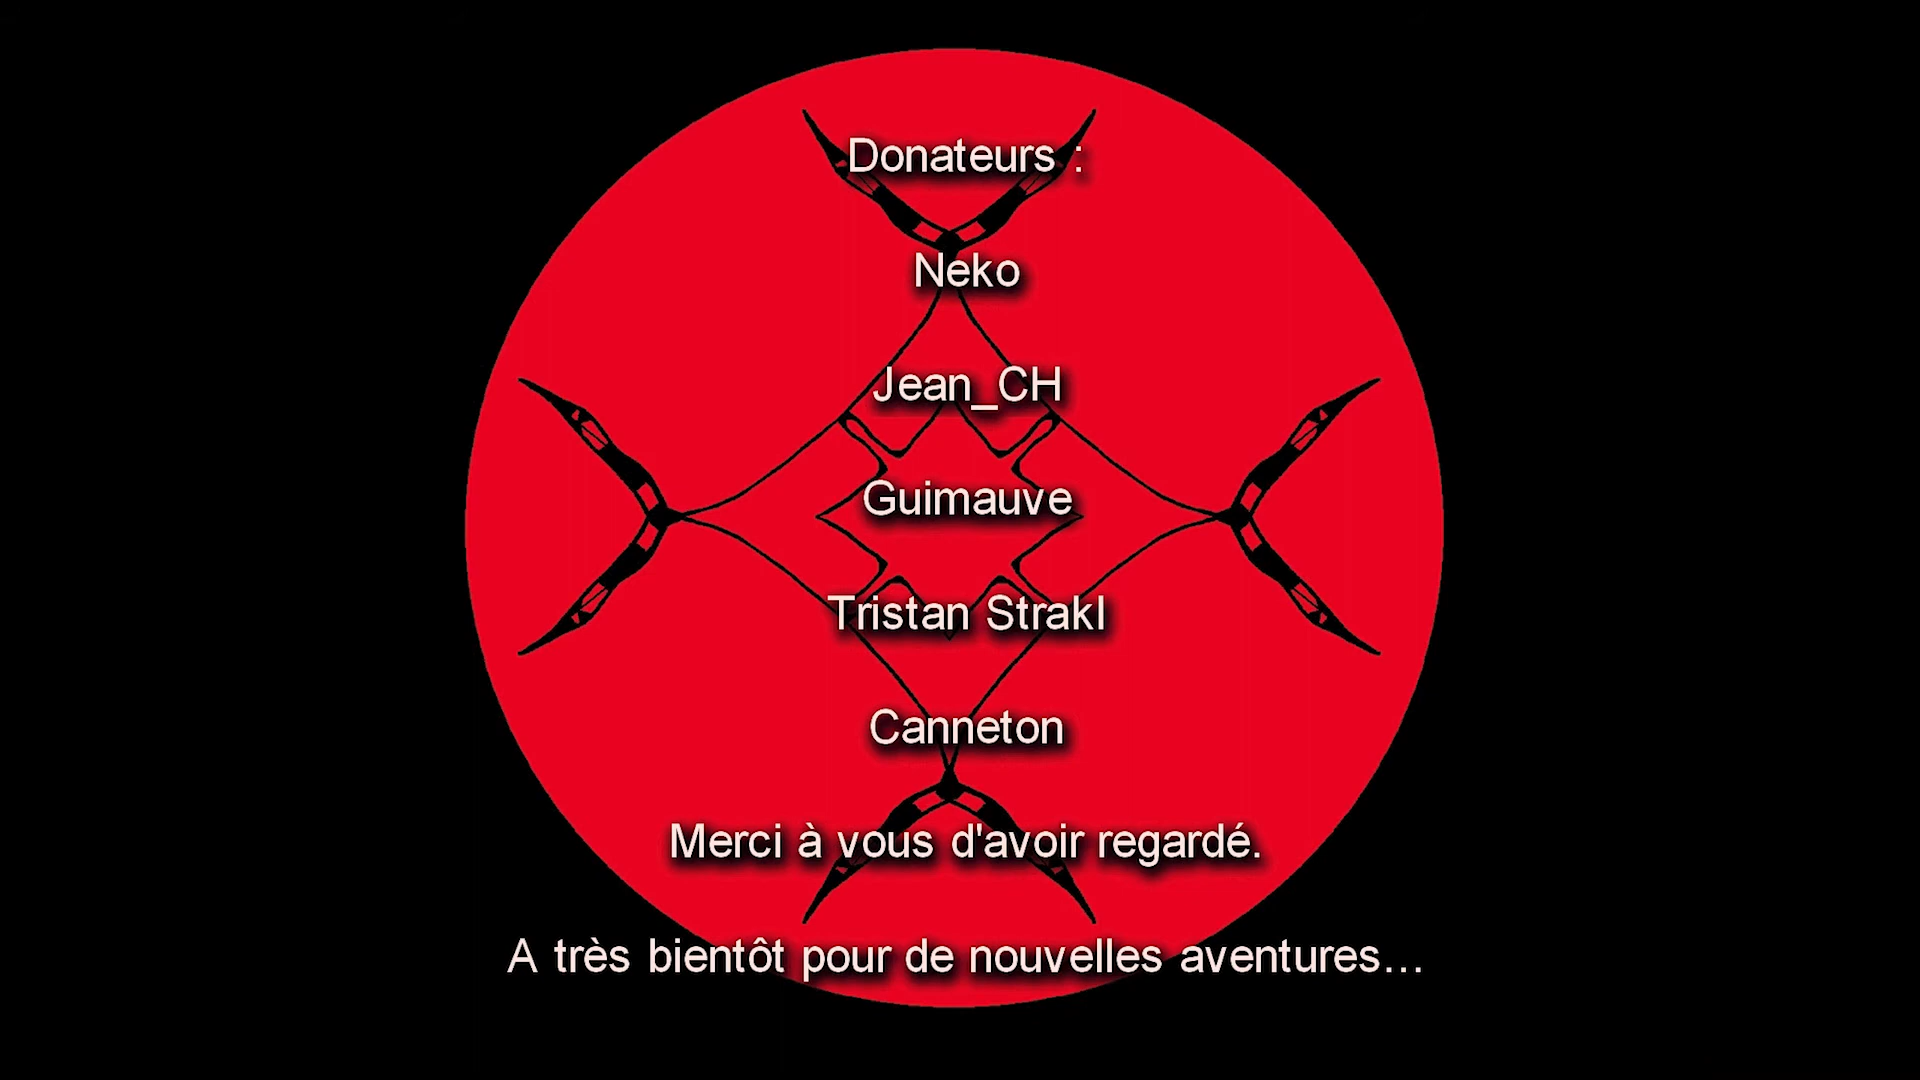 Donateurs :
Neko
Jean_CH
Guimauve
Tristan Strakl
Canneton
Merci à vous d'avoir regardé.
A très bientôt pour de nouvelles aventures...